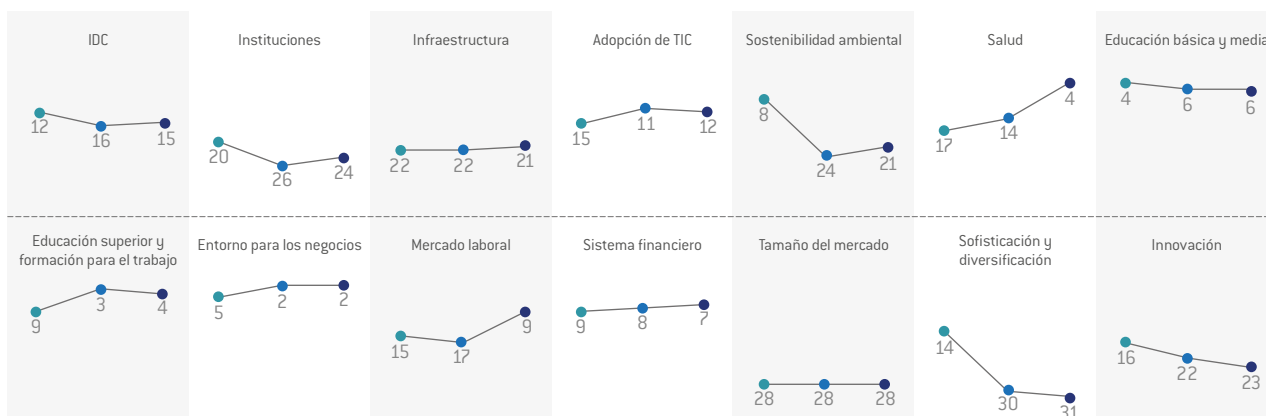 IDC
12
16
15
Instituciones
20
26
24
Infraestructura
22
22
21
Adopción de TIC
15
11
12
Sostenibilidad ambiental
8
24
21
Salud
17
14
4
Educación básica y media
4
6
6
Educación superior y
formación para el trabajo
9
3
4
Entorno para los negocios
5
2
2
Mercado laboral
15
17
9
Sistema financiero
9
8
7
Tamaño del mercado
28
28
28
Sofisticación y
diversificación
14
30
31
Innovación
16
22
23